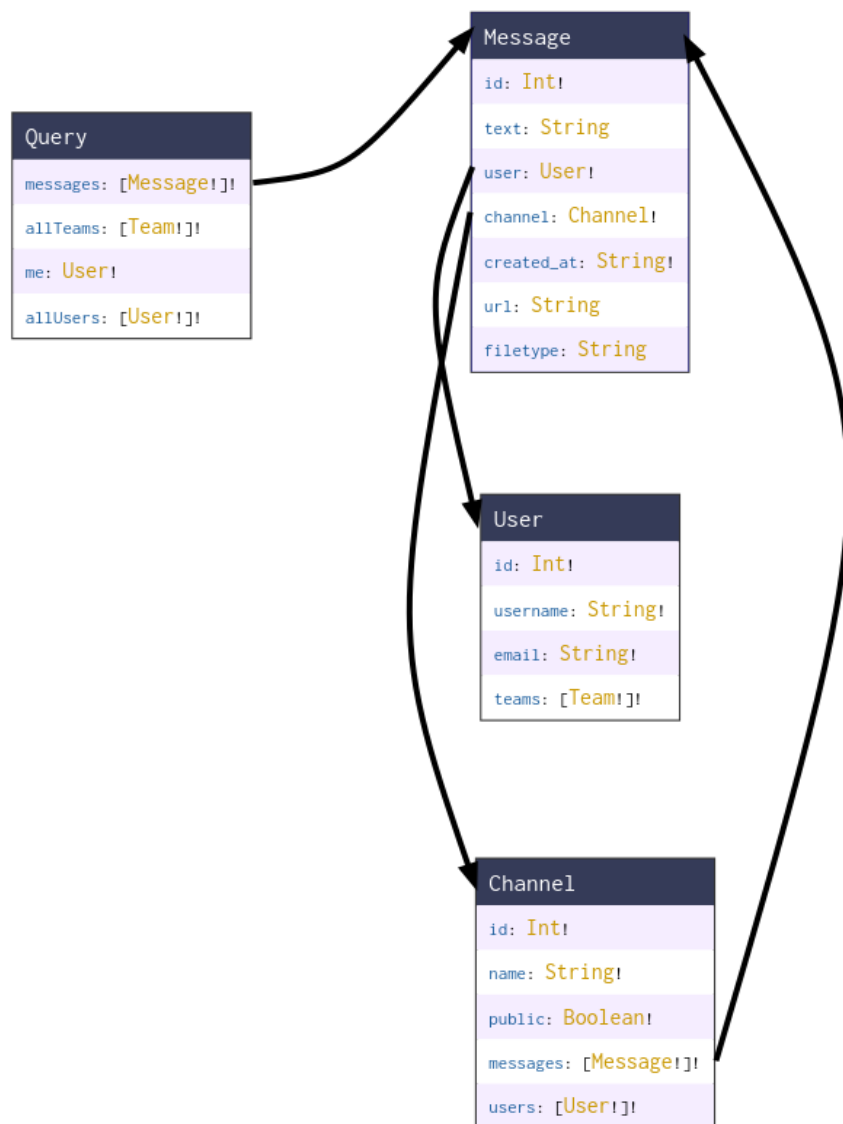 Query
messages: [Message!]!
allTeams: [Team!]!
me: User!
allUsers: [User!]!
Message
id: Int!
text: String
user: User!
channel: Channel!
created_at: String!
url: String
filetype: String
User
id: Int!
username: String!
email: String!
teams: [Team!]!
Channel
id: Int!
name: String!
public: Boolean!
messages: [Message!]!
users: [User!]!